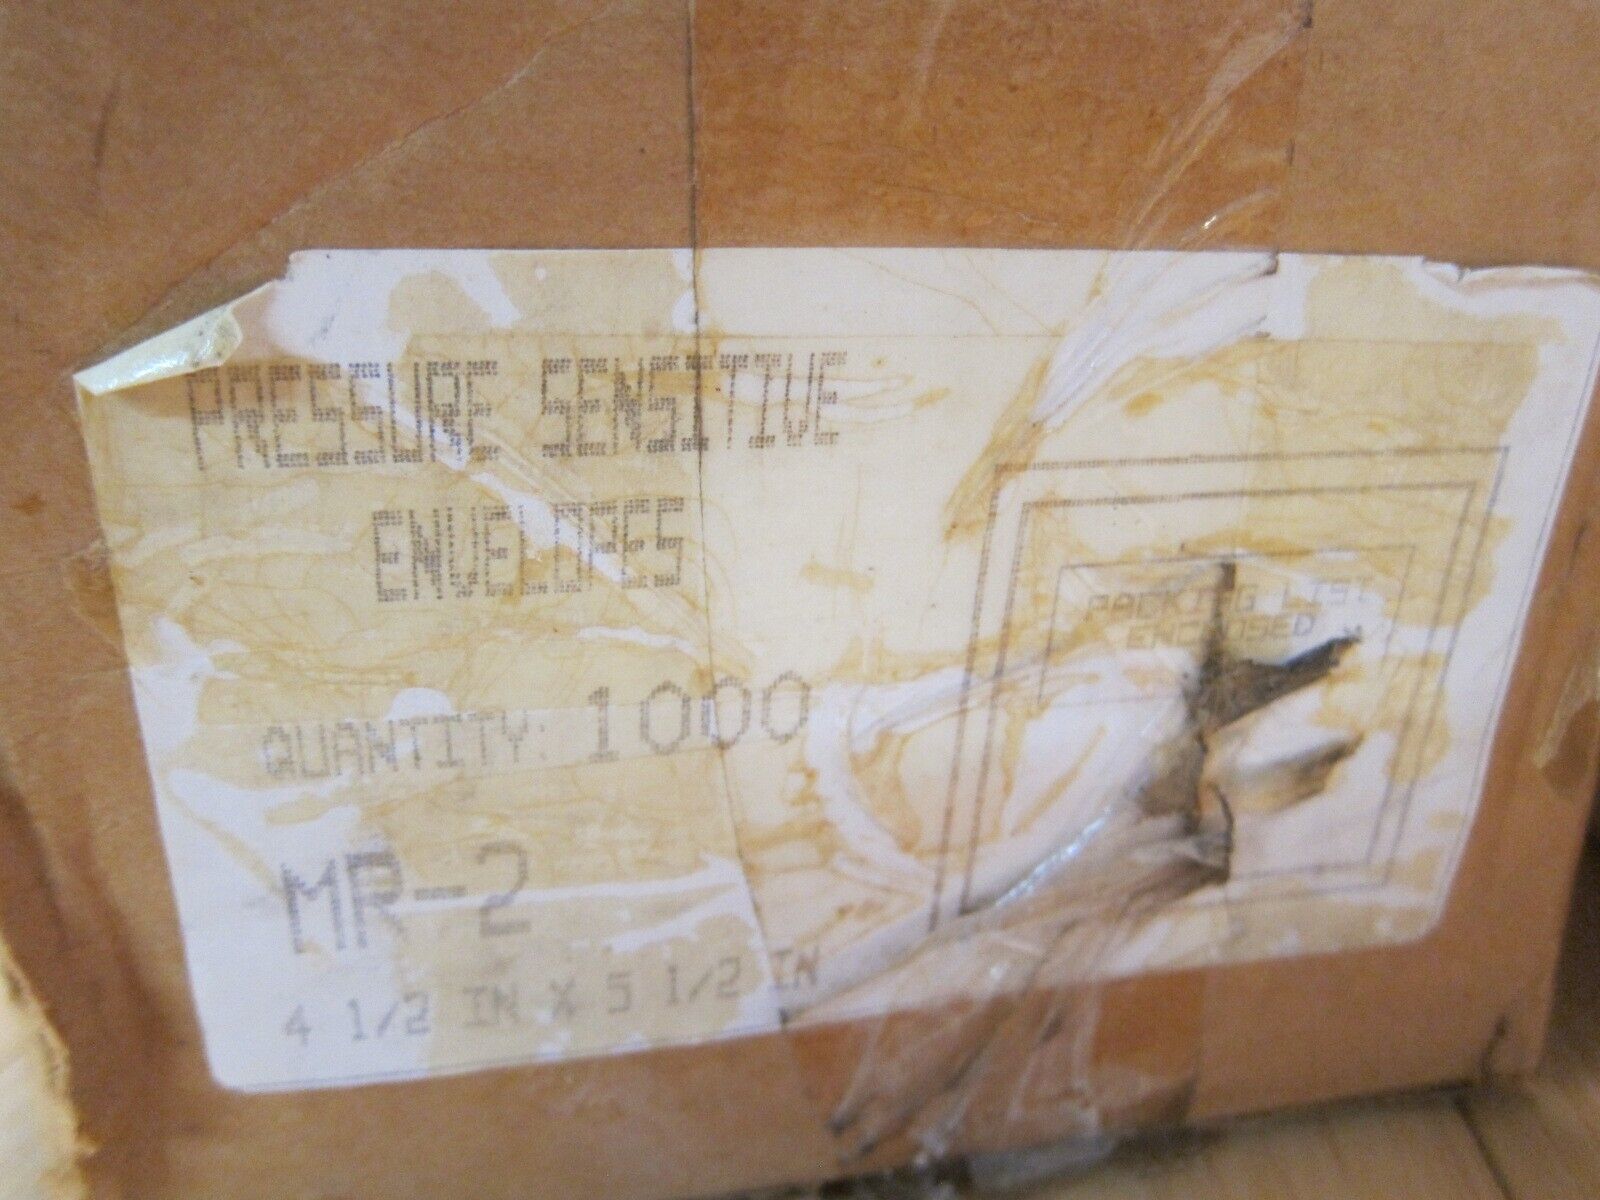 PRESSURE SENSITIVE
ENVELOPES
QUANTITY: 1000
MR-2
4 1/2 IN X 5 1/2 IN
PACKING LIST
ENCLOSED